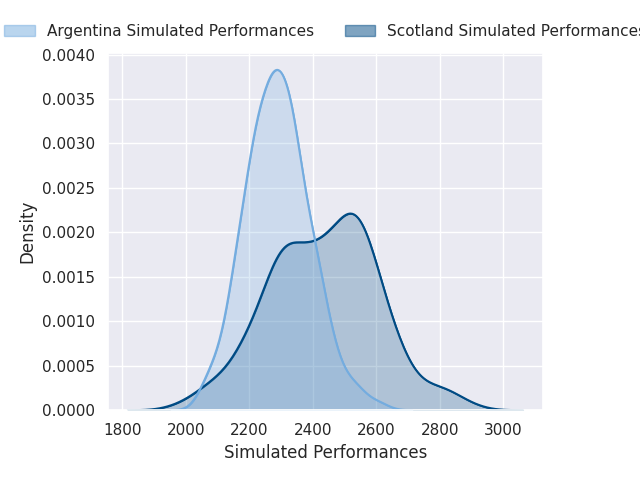 Argentina Simulated Performances
Scotland Simulated Performances
0.0040
0.0035
0.0030
0.0025
0.0020
0.0015
0.0010
0.0005
0.0000
Density
1800 2000 2200 2400 2600 2800 3000
Simulated Performances